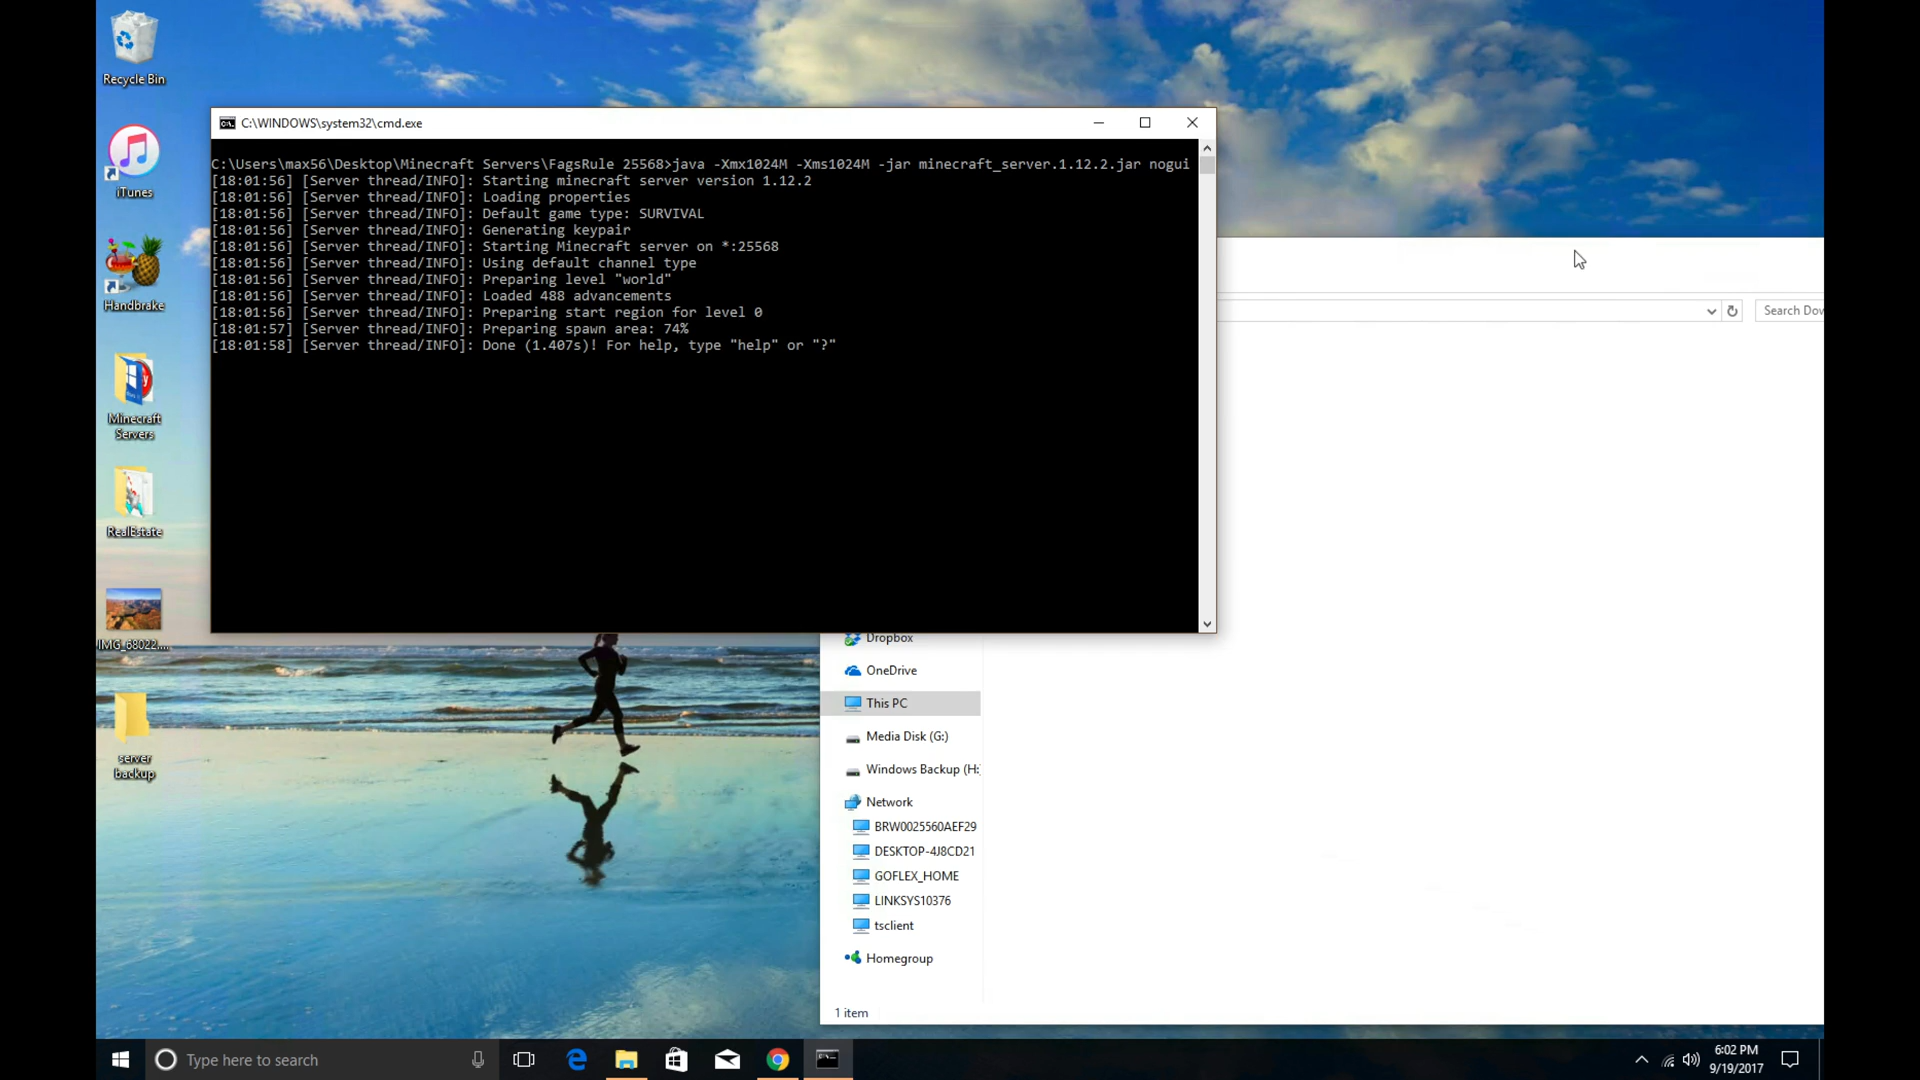 Recycle Bin
iTunes
Handbrake
Minecraft
Servers
RealEstate
IMG_68022....
server
backup
C:\WINDOWS\system32\cmd.exe
C:\Users\max56\Desktop\Minecraft Servers\FagsRule 25568>java -Xmx1024M -Xms1024M -jar minecraft_server.1.12.2.jar nogui
[18:01:56] [Server thread/INFO]: Starting minecraft server version 1.12.2
[18:01:56] [Server thread/INFO]: Loading properties
[18:01:56] [Server thread/INFO]: Default game type: SURVIVAL
[18:01:56] [Server thread/INFO]: Generating keypair
[18:01:56] [Server thread/INFO]: Starting Minecraft server on *:25568
[18:01:56] [Server thread/INFO]: Using default channel type
[18:01:56] [Server thread/INFO]: Preparing level "world"
[18:01:56] [Server thread/INFO]: Loaded 488 advancements
[18:01:56] [Server thread/INFO]: Preparing start region for level 0
[18:01:57] [Server thread/INFO]: Preparing spawn area: 74%
[18:01:58] [Server thread/INFO]: Done (1.407s)! For help, type "help" or "?"
Search Dow
Dropbox
OneDrive
This PC
Media Disk (G:)
Windows Backup (H:
Network
BRW0025560AEF29
DESKTOP-4J8CD21
GOFLEX_HOME
LINKSYS10376
tsclient
Homegroup
1 item
Type here to search
6:02 PM
9/19/2017